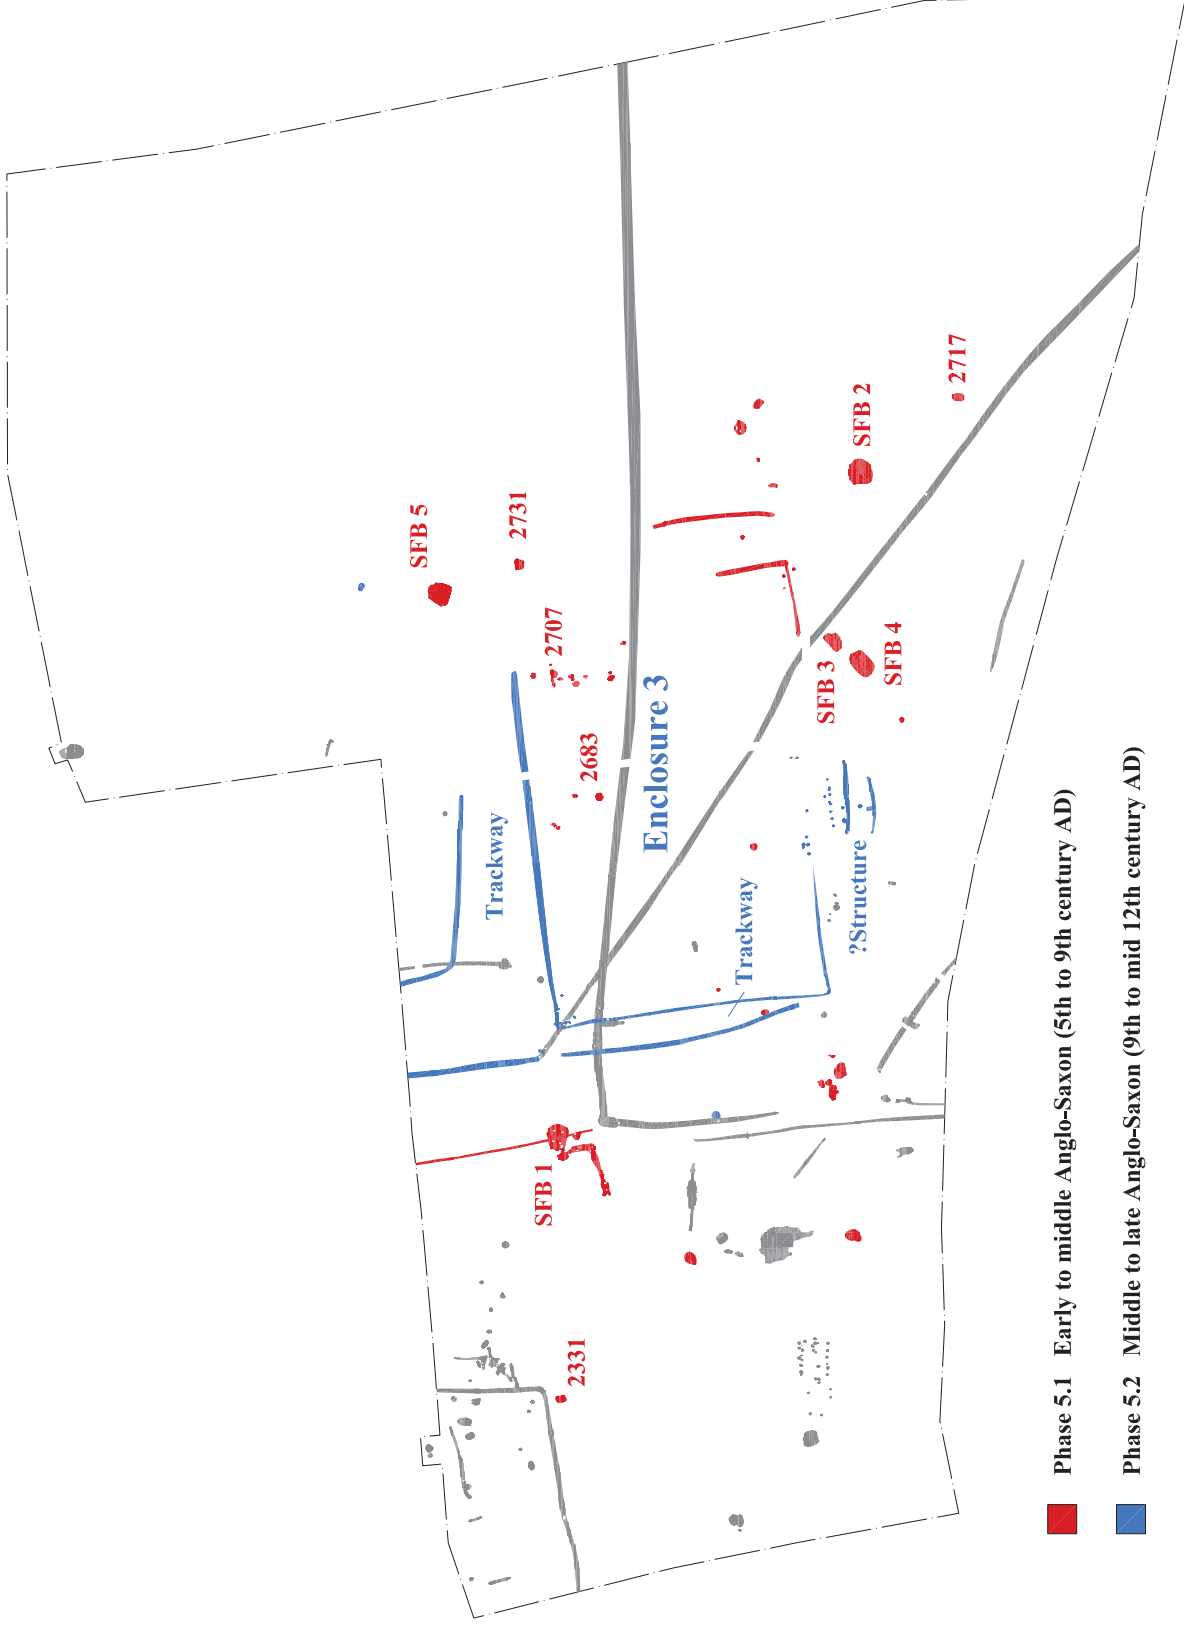 SFB 5
2731
2707
2683
Enclosure 3
Trackway
SFB 2
2717
SFB 3
SFB 4
Trackway
?Structure
SFB 1
2331
Phase 5.1 Early to middle Anglo-Saxon (5th to 9th century AD)
Phase 5.2 Middle to late Anglo-Saxon (9th to mid 12th century AD)